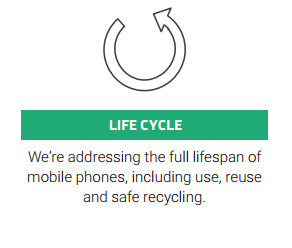 LIFE CYCLE
We’re addressing the full lifespan of
mobile phones, including use, reuse
and safe recycling.